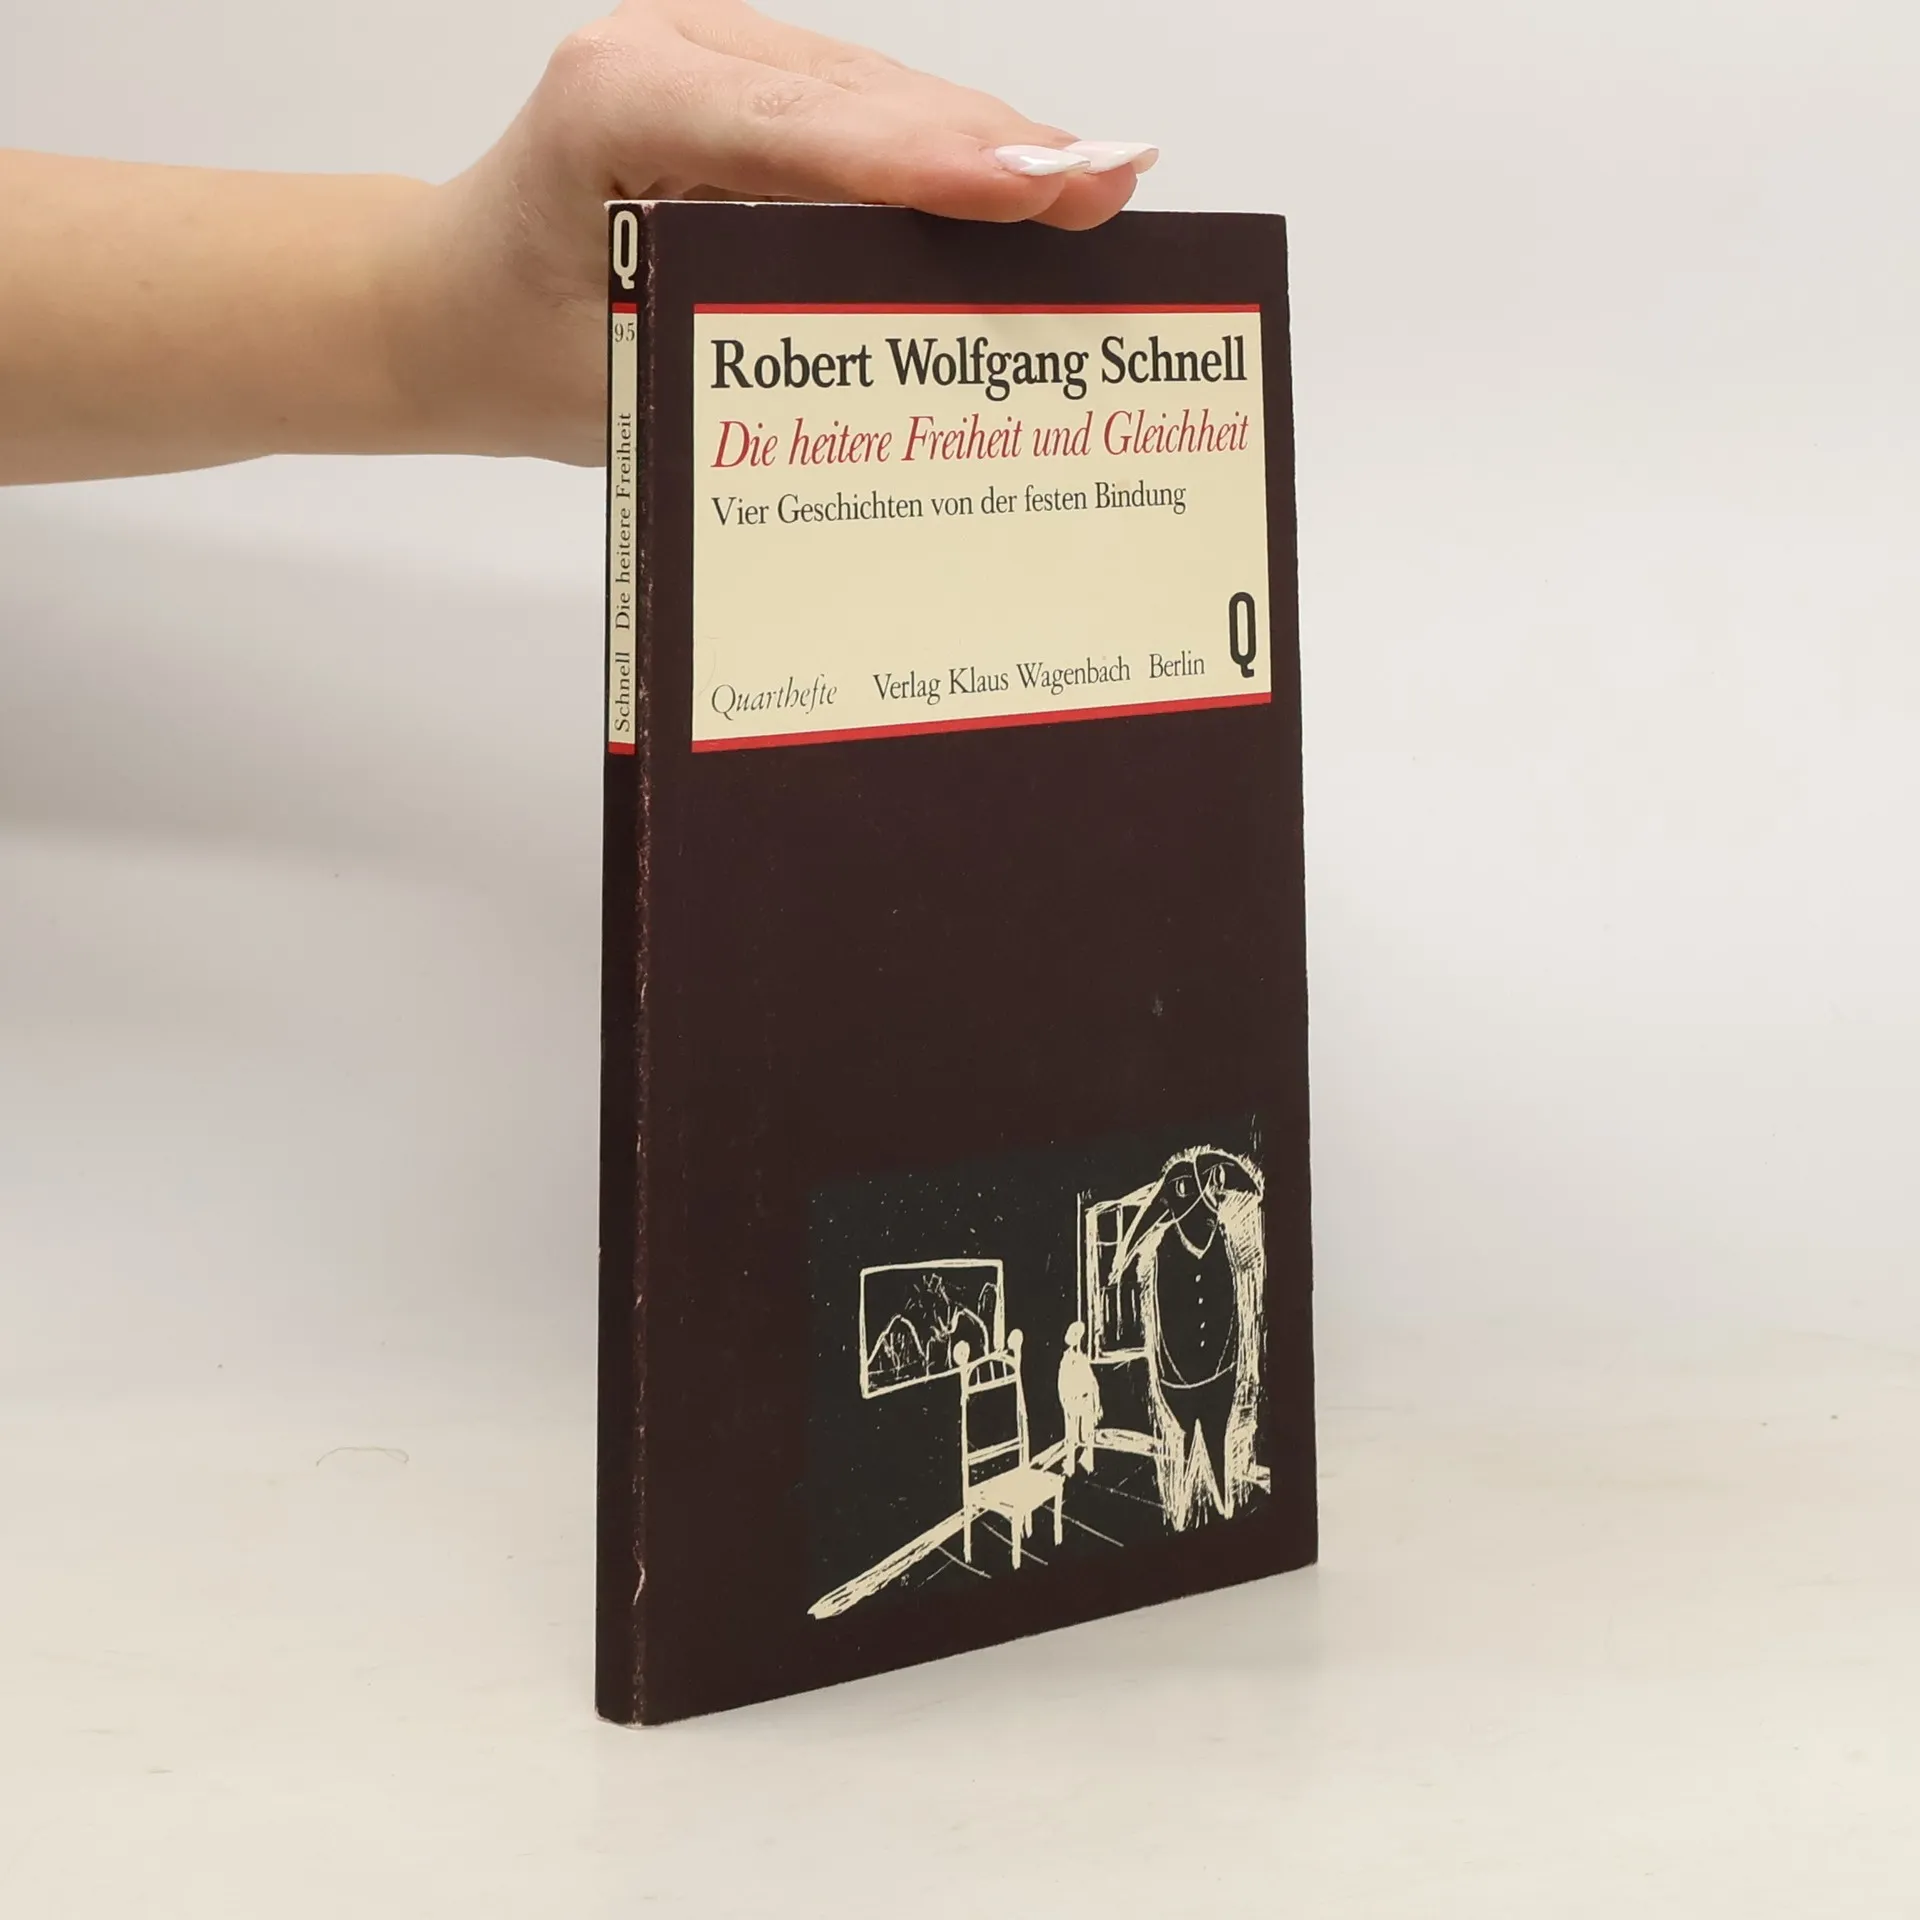 Q
95
Schnell Die heitere Freiheit
Robert Wolfgang Schnell
Die heitere Freiheit und Gleichheit
Vier Geschichten von der festen Bindung
Q
Quarthefte Verlag Klaus Wagenbach Berlin